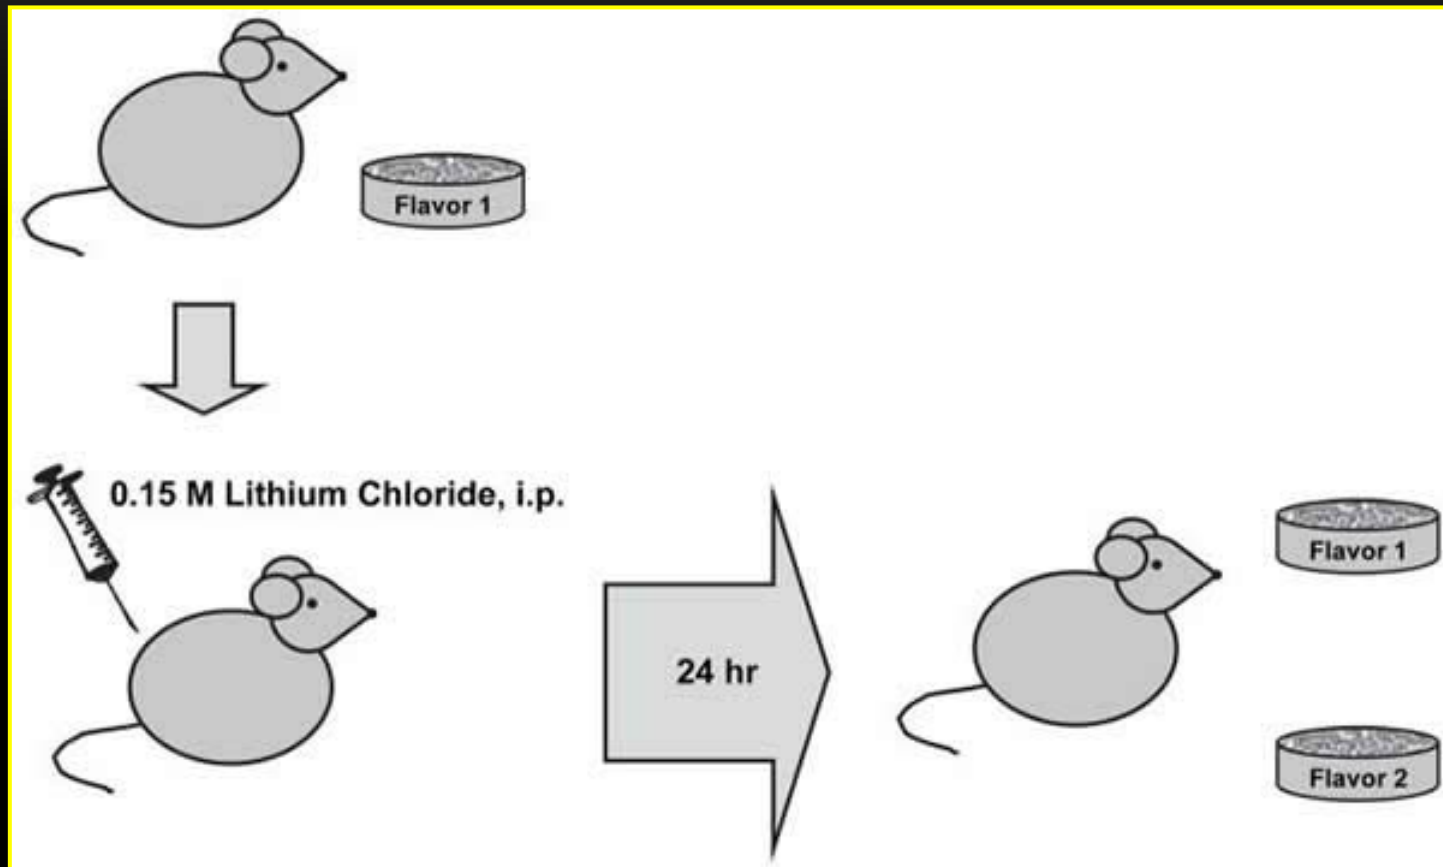 Flavor 1
0.15 M Lithium Chloride, i.p.
24 hr
Flavor 1
Flavor 2